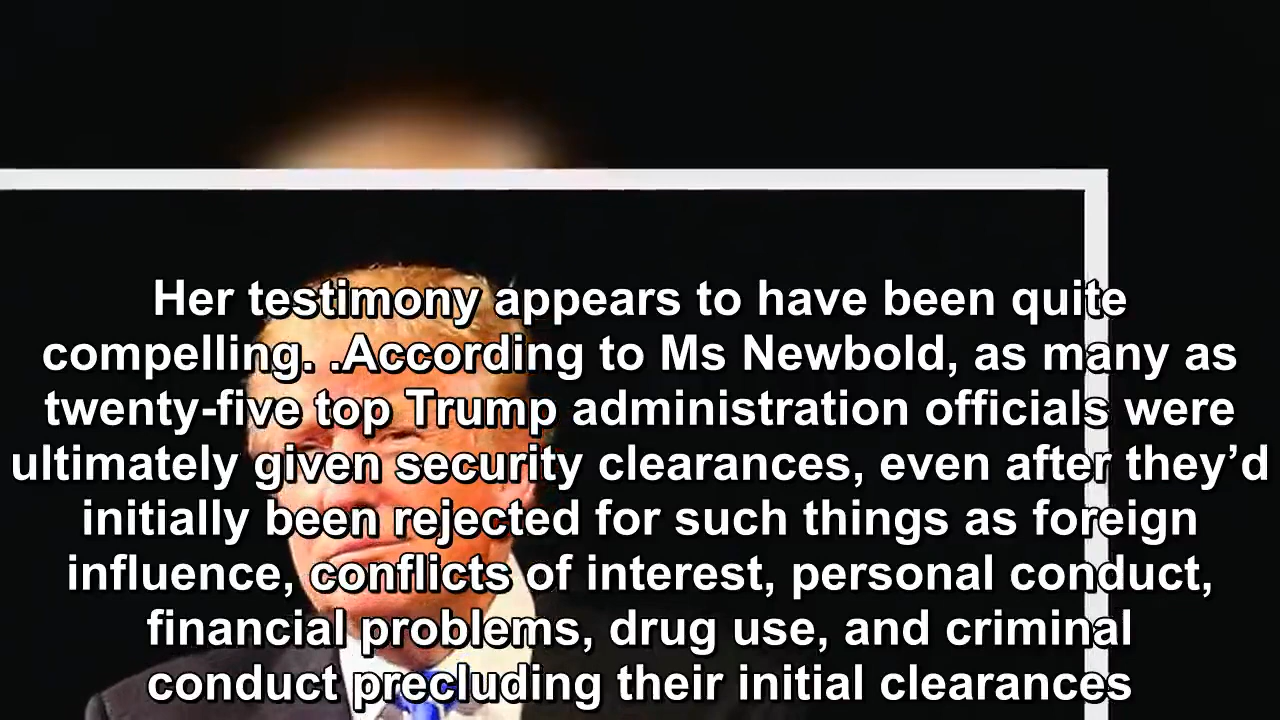 Her testimony appears to have been quite
compelling. .According to Ms Newbold, as many as
twenty-five top Trump administration officials were
ultimately given security clearances, even after they’d
initially been rejected for such things as foreign
influence, conflicts of interest, personal conduct,
financial problems, drug use, and criminal
conduct precluding their initial clearances